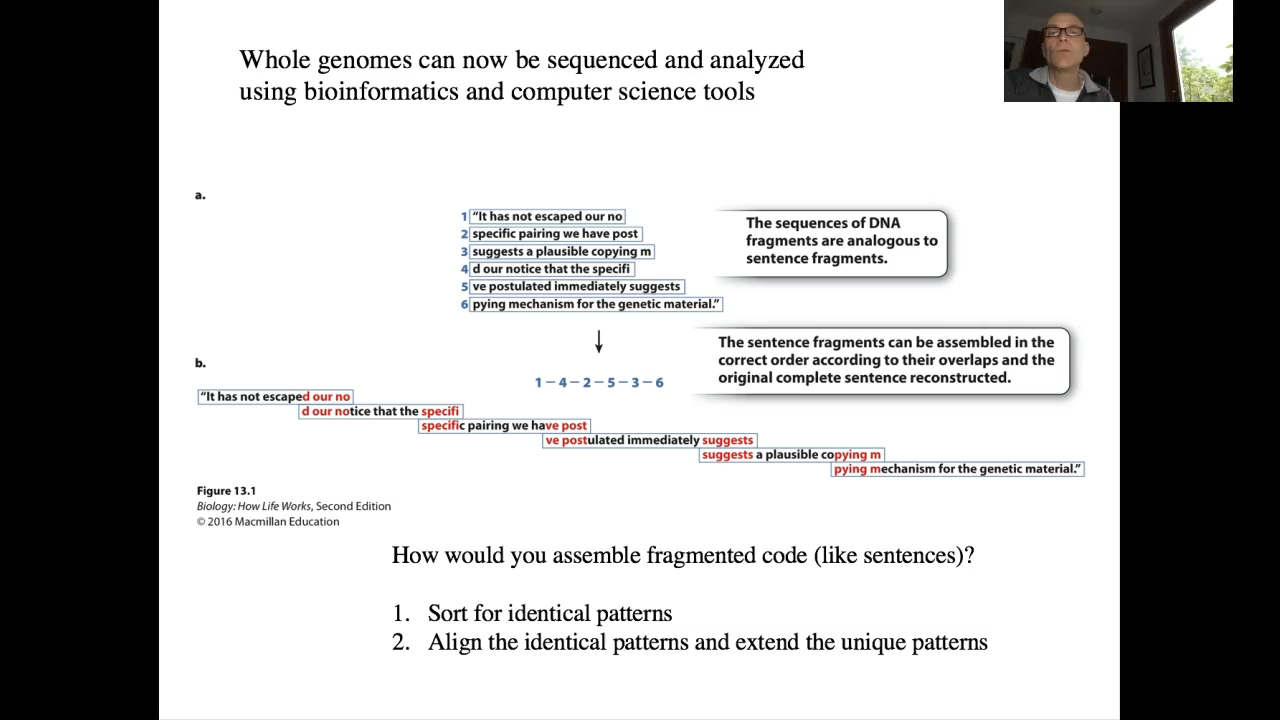 Whole genomes can now be sequenced and analyzed
using bioinformatics and computer science tools
a.
1 “It has not escaped our no
2 specific pairing we have post
3 suggests a plausible copying m
4 d our notice that the specifi
5 ve postulated immediately suggests
6 pying mechanism for the genetic material.”
The sequences of DNA
fragments are analogous to
sentence fragments.
The sentence fragments can be assembled in the
correct order according to their overlaps and the
original complete sentence reconstructed.
b.
1 – 4 – 2 – 5 – 3 – 6
“It has not escaped our no
d our notice that the specifi
specific pairing we have post
ve postulated immediately suggests
suggests a plausible copying m
pying mechanism for the genetic material.”
Figure 13.1
Biology: How Life Works, Second Edition
© 2016 Macmillan Education
How would you assemble fragmented code (like sentences)?
1. Sort for identical patterns
2. Align the identical patterns and extend the unique patterns